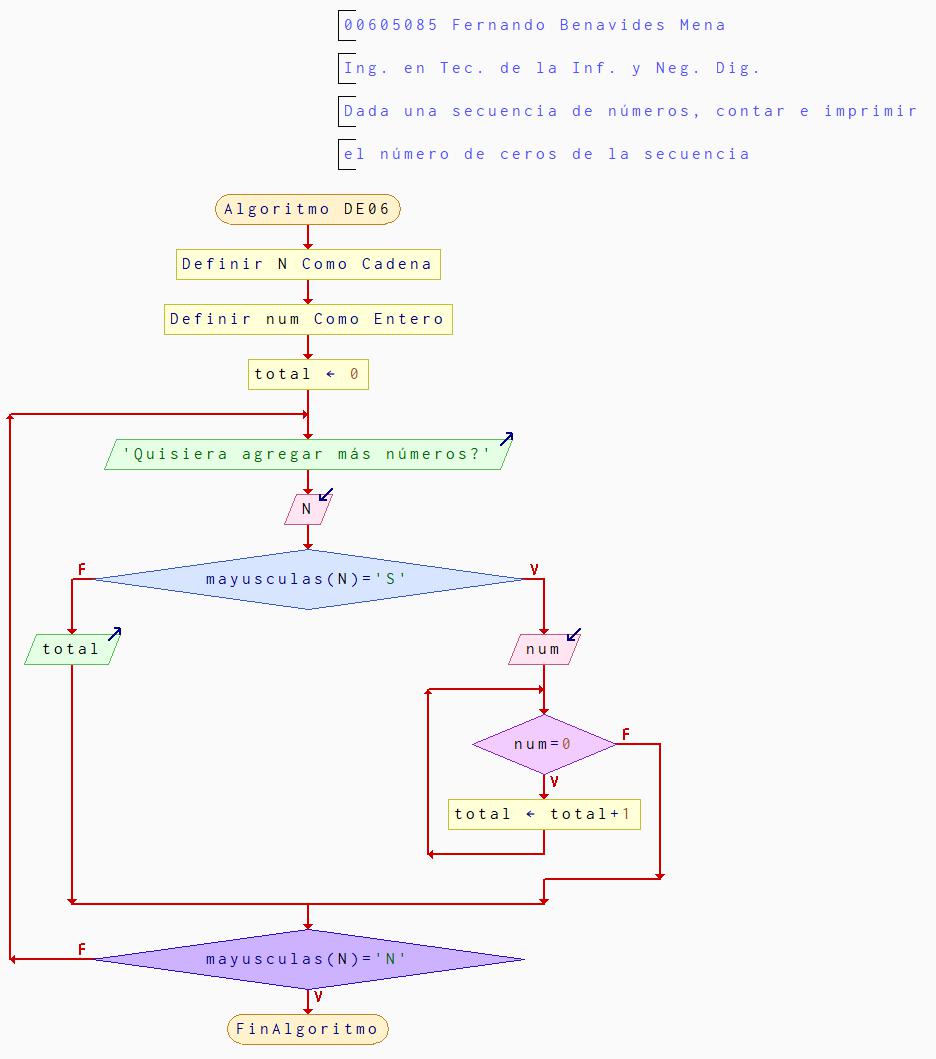 00605085 Fernando Benavides Mena
Ing. en Tec. de la Inf. y Neg. Dig.
Dada una secuencia de números, contar e imprimir
el número de ceros de la secuencia
Algoritmo DE06
Definir N Como Cadena
Definir num Como Entero
total ← 0
'Quisiera agregar más números?'
N
F
mayusculas(N)='S'
V
total
num
num=0
F
V
total ← total+1
F
mayusculas(N)='N'
V
FinAlgoritmo